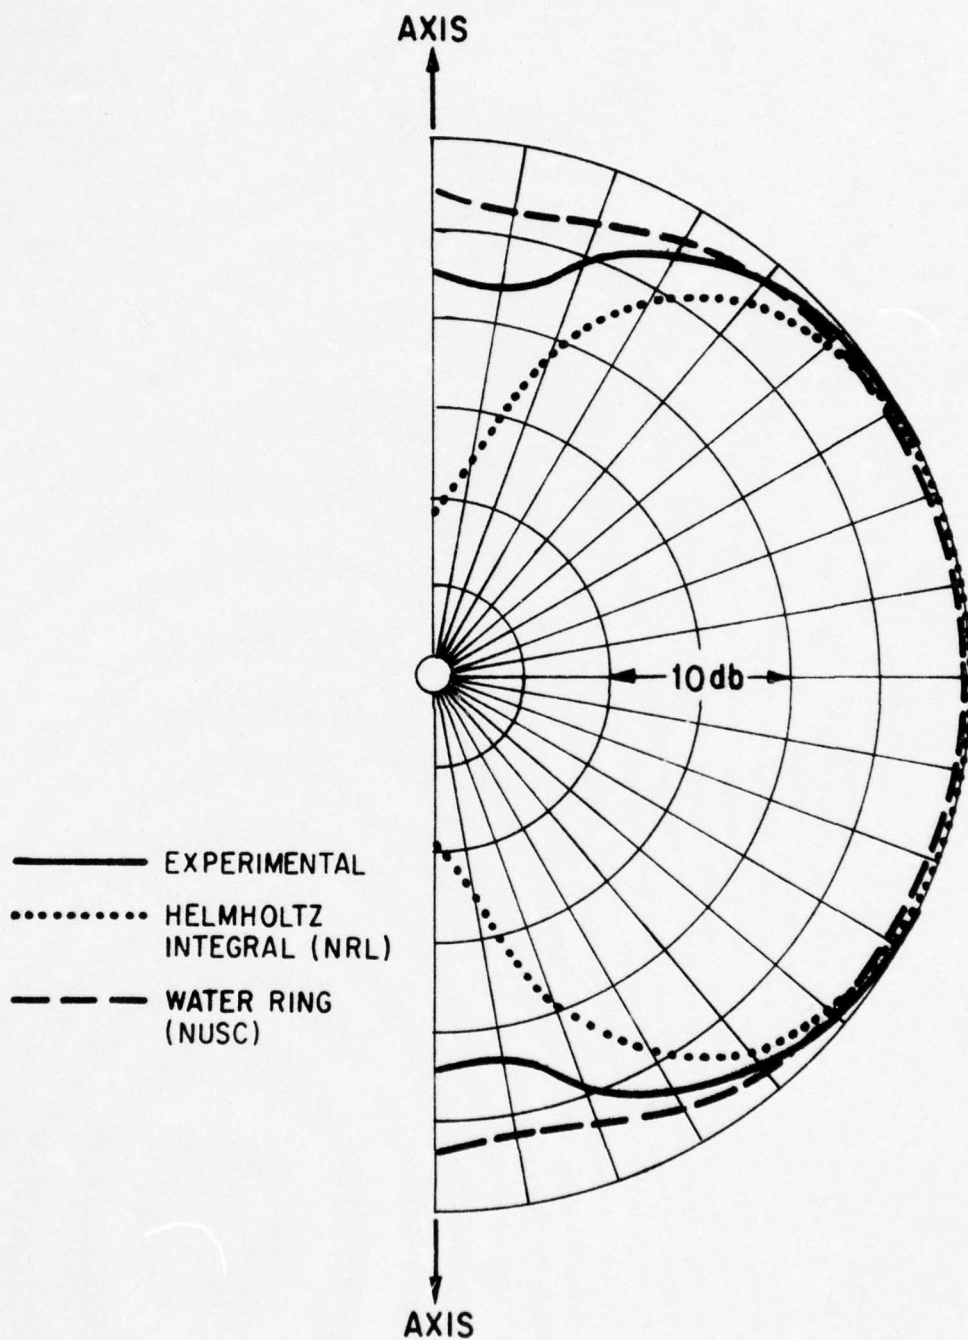 AXIS
10db
EXPERIMENTAL
HELMHOLTZ
INTEGRAL (NRL)
WATER RING
(NUSC)
AXIS